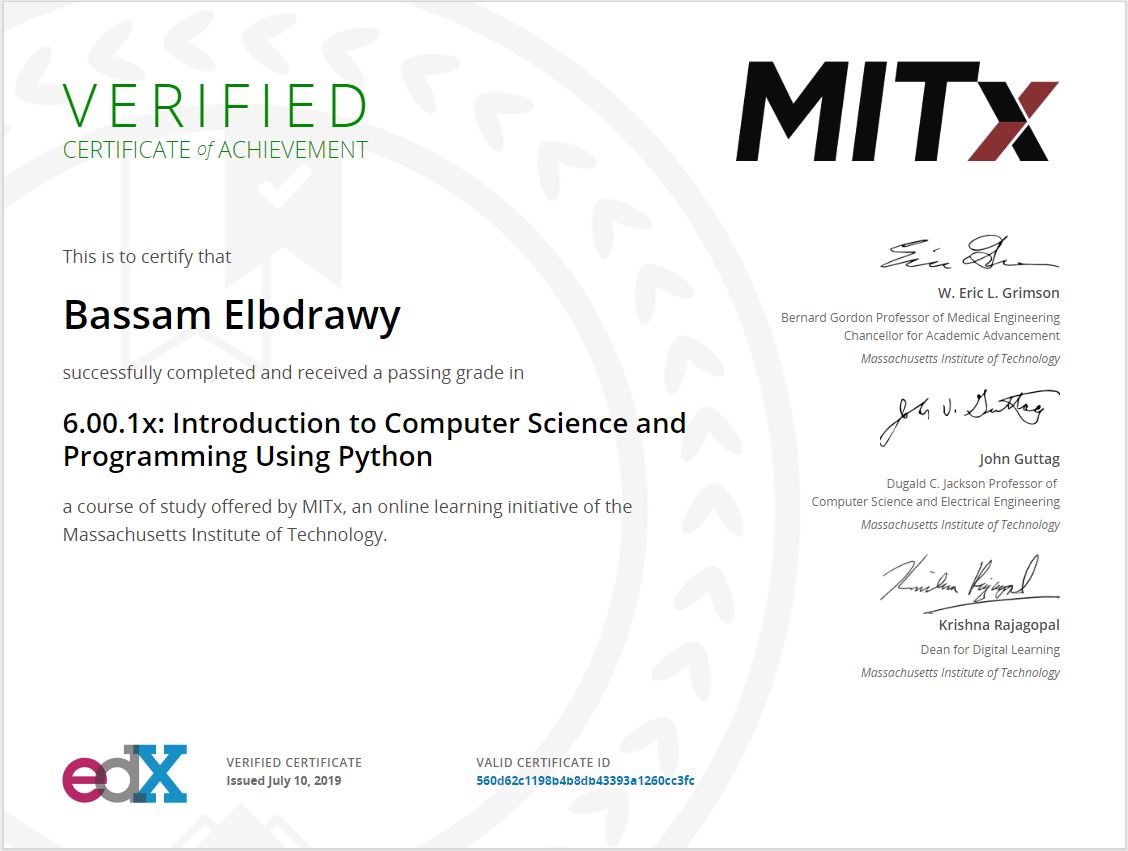 VERIFIED
CERTIFICATE of ACHIEVEMENT
MITx
This is to certify that
Bassam Elbdrawy
successfully completed and received a passing grade in
6.00.1x: Introduction to Computer Science and
Programming Using Python
a course of study offered by MITx, an online learning initiative of the
Massachusetts Institute of Technology.
W. Eric L. Grimson
Bernard Gordon Professor of Medical Engineering
Chancellor for Academic Advancement
Massachusetts Institute of Technology
John V. Guttag
John Guttag
Dugald C. Jackson Professor of
Computer Science and Electrical Engineering
Massachusetts Institute of Technology
Krishna Rajagopal
Krishna Rajagopal
Dean for Digital Learning
Massachusetts Institute of Technology
edX
VERIFIED CERTIFICATE
Issued July 10, 2019
VALID CERTIFICATE ID
560d62c1198b4b8db43393a1260cc3fc